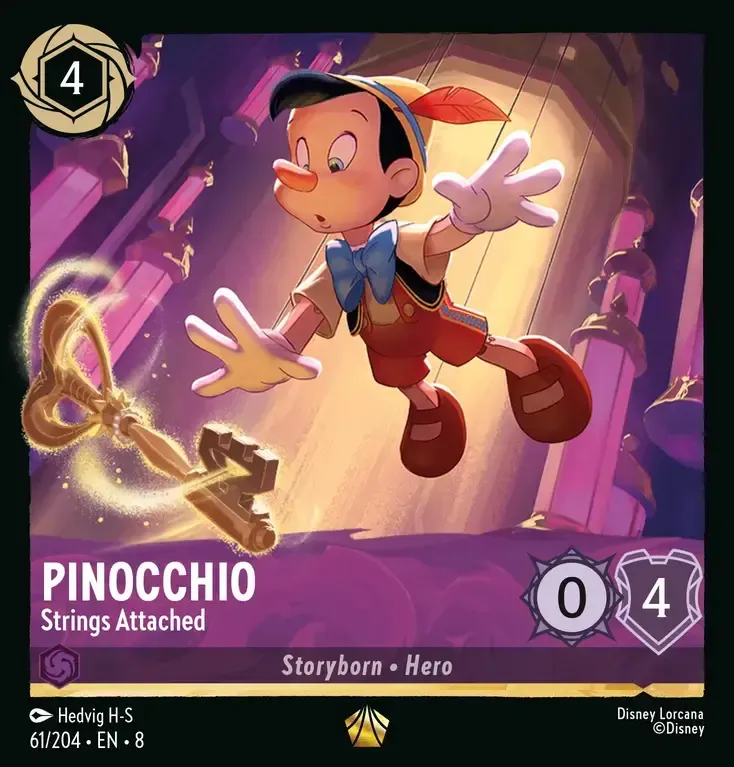 4
PINOCCHIO
Strings Attached
0
4
Storyborn • Hero
Hedvig H-S
Disney Lorcana
61/204 • EN • 8
©Disney